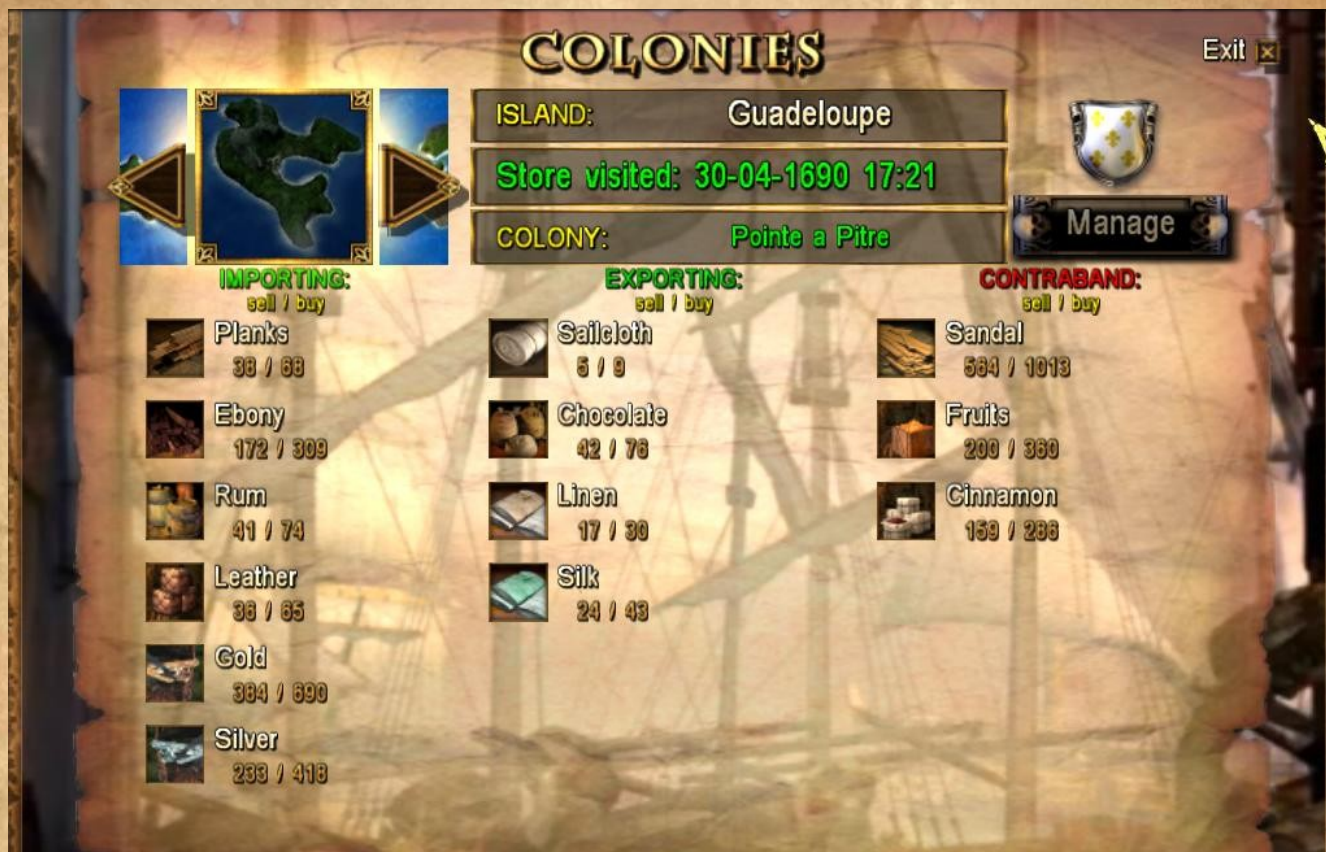 COLONIES
Exit
ISLAND: Guadeloupe
Store visited: 30-04-1690 17:21
COLONY: Pointe a Pitre
Manage
IMPORTING:
sell / buy
Planks
38 / 68
Ebony
172 / 309
Rum
41 / 74
Leather
36 / 65
Gold
384 / 690
Silver
233 / 418
EXPORTING:
sell / buy
Sailcloth
5 / 9
Chocolate
42 / 76
Linen
17 / 30
Silk
24 / 43
CONTRABAND:
sell / buy
Sandal
564 / 1013
Fruits
200 / 360
Cinnamon
159 / 286